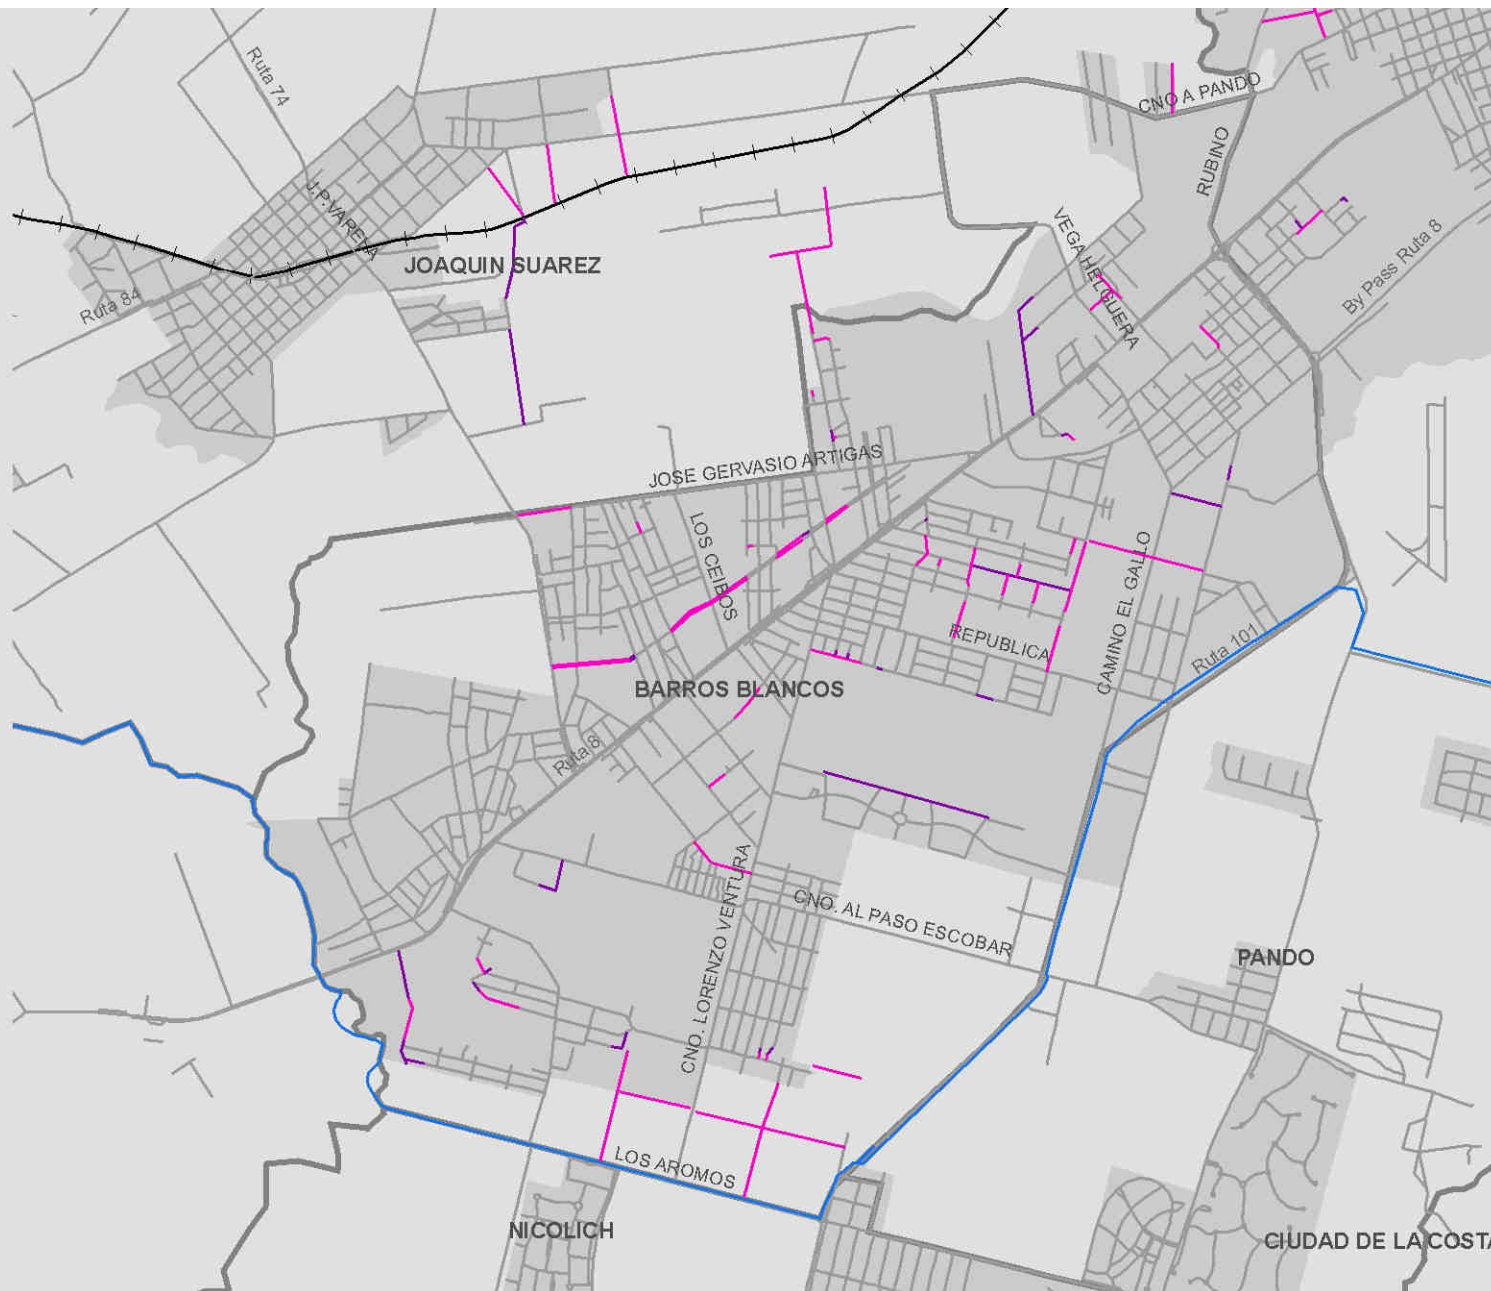 Ruta 74
CNO A PANDO
RUBINO
J.P. VARELA
VEGA HELGUERA
JOAQUIN SUAREZ
By Pass Ruta 8
Ruta 84
JOSE GERVASIO ARTIGAS
LOS CEIBOS
CAMINO EL GALLO
REPUBLICA
Ruta 101
BARROS BLANCOS
Ruta 8
CNO. LORENZO VENTURA
CNO. AL PASO ESCOBAR
PANDO
LOS AROMOS
NICOLICH
CIUDAD DE LA COSTA